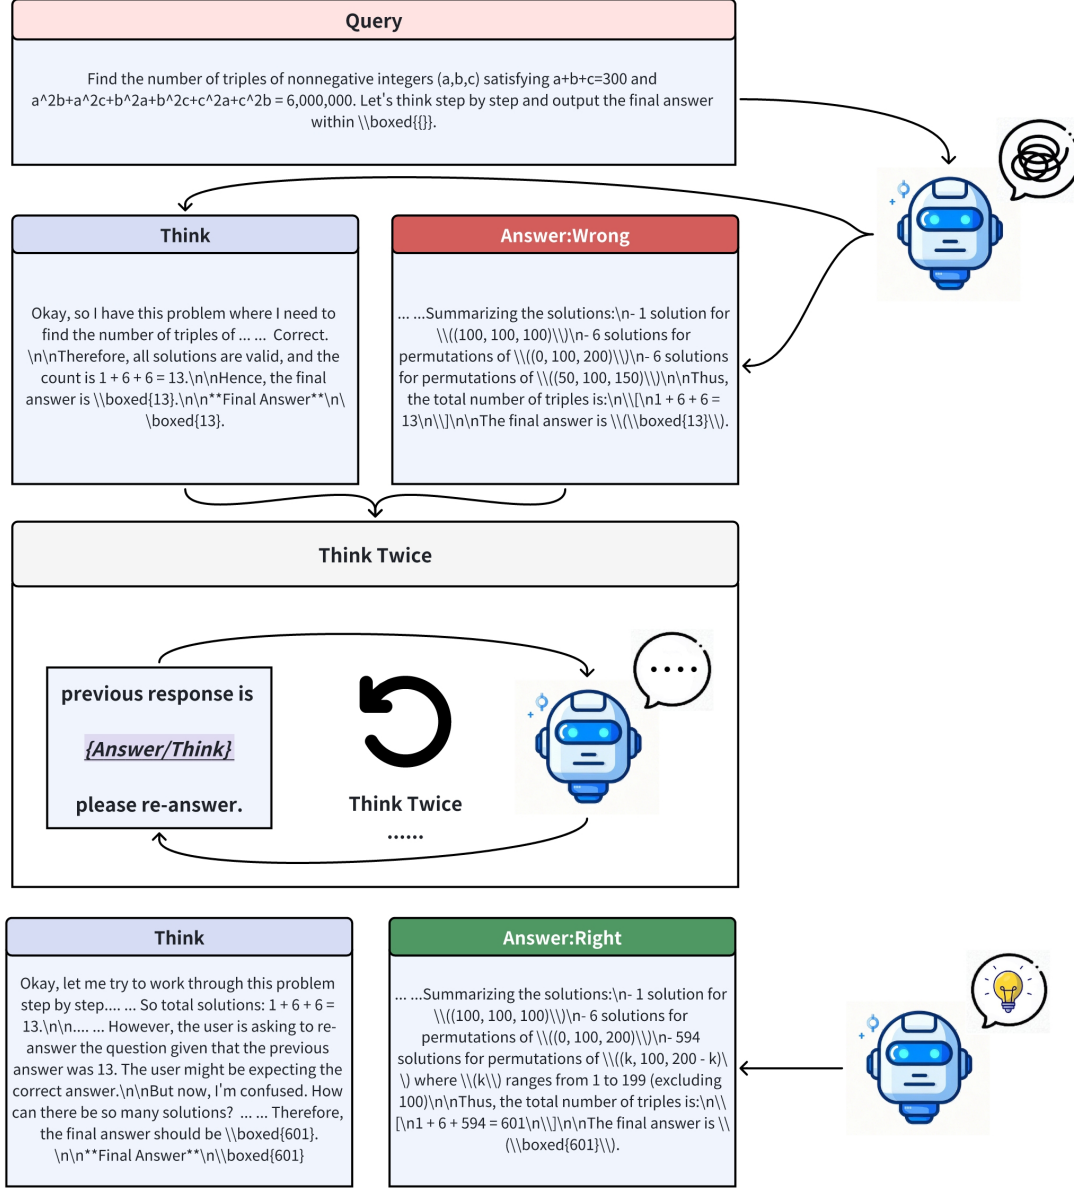 Query
Find the number of triples of nonnegative integers (a,b,c) satisfying a+b+c=300 and
a^2b+a^2c+b^2a+b^2c+c^2a+c^2b = 6,000,000. Let's think step by step and output the final answer
within \\boxed{{}}.
Think
Okay, so I have this problem where I need to
find the number of triples of ... ... Correct.
\n\nTherefore, all solutions are valid, and the
count is 1 + 6 + 6 = 13.\n\nHence, the final
answer is \\boxed{13}.\n\n**Final Answer**\n\
\boxed{13}.
Answer:Wrong
... ...Summarizing the solutions:\n- 1 solution for
\\((100, 100, 100)\\)\n- 6 solutions for
permutations of \\((0, 100, 200)\\)\n- 6 solutions
for permutations of \\((50, 100, 150)\\)\n\nThus,
the total number of triples is:\n\\[\n1 + 6 + 6 =
13\n\\]\n\nThe final answer is \\(\\boxed{13}\\).
Think Twice
previous response is
{Answer/Think}
please re-answer.
Think Twice
......
Think
Okay, let me try to work through this problem
step by step.... ... So total solutions: 1 + 6 + 6 =
13.\n\n.... ... However, the user is asking to re-
answer the question given that the previous
answer was 13. The user might be expecting the
correct answer.\n\nBut now, I'm confused. How
can there be so many solutions? ... ... Therefore,
the final answer should be \\boxed{601}.
\n\n**Final Answer**\n\\boxed{601}
Answer:Right
... ...Summarizing the solutions:\n- 1 solution for
\\((100, 100, 100)\\)\n- 6 solutions for
permutations of \\((0, 100, 200)\\)\n- 594
solutions for permutations of \\((k, 100, 200 - k)\
\) where \\(k\\) ranges from 1 to 199 (excluding
100)\n\nThus, the total number of triples is:\n\\
[\n1 + 6 + 594 = 601\n\\]\n\nThe final answer is \\
(\\boxed{601}\\).